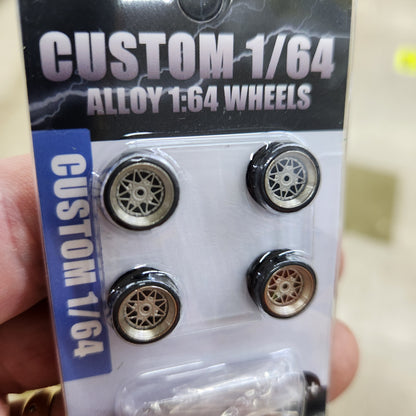 CUSTOM 1/64
ALLOY 1:64 WHEELS
CUSTOM 1/64